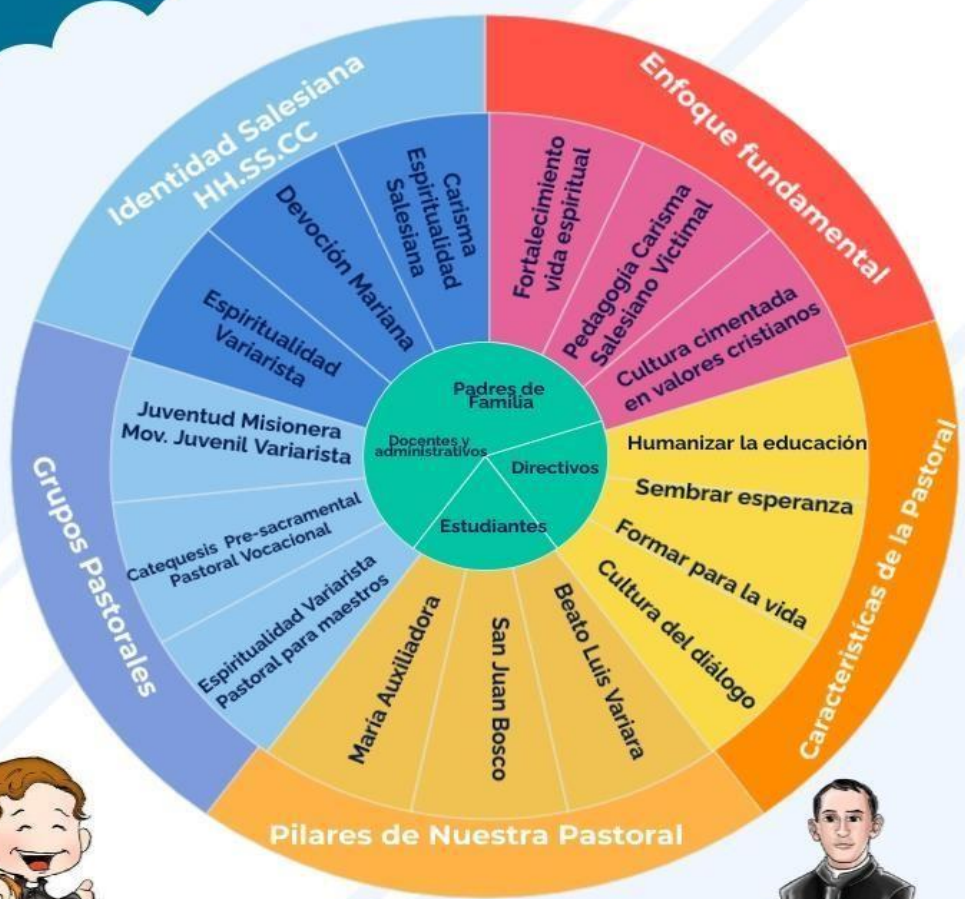 Identidad Salesiana
HH.SS.CC
Enfoque fundamental
Características de la Pastoral
Pilares de Nuestra Pastoral
Grupos Pastorales
Espiritualidad
Variarista
Devoción Mariana
Carisma
Espiritualidad
Salesiana
Fortalecimiento
vida espiritual
Pedagogía Carisma
Salesiano Victimal
Cultura cimentada
en valores cristianos
Humanizar la educación
Sembrar esperanza
Formar para la vida
Cultura del diálogo
Beato Luis Variara
San Juan Bosco
María Auxiliadora
Espiritualidad Variarista
Pastoral para maestros
Catequesis Pre-sacramental
Pastoral Vocacional
Juventud Misionera
Mov. Juvenil Variarista
Padres de
Familia
Docentes y
administrativos
Directivos
Estudiantes